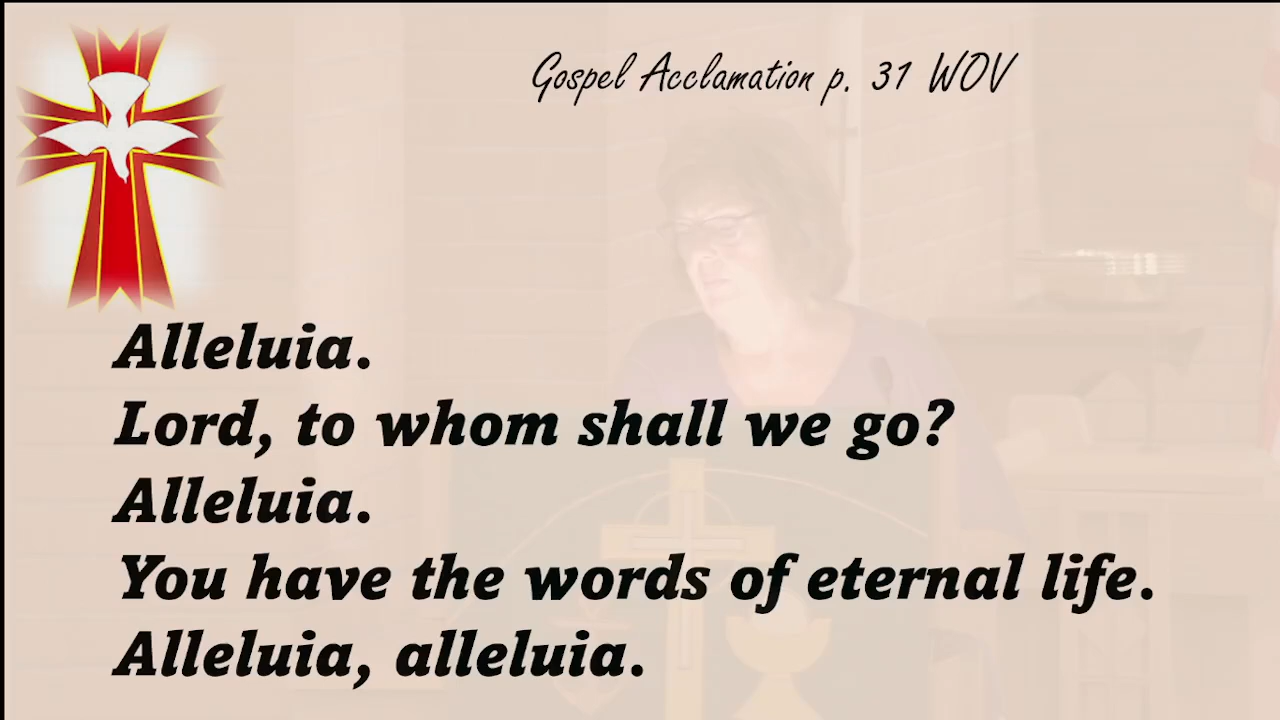 Gospel Acclamation p. 31 WOV
Alleluia.
Lord, to whom shall we go?
Alleluia.
You have the words of eternal life.
Alleluia, alleluia.